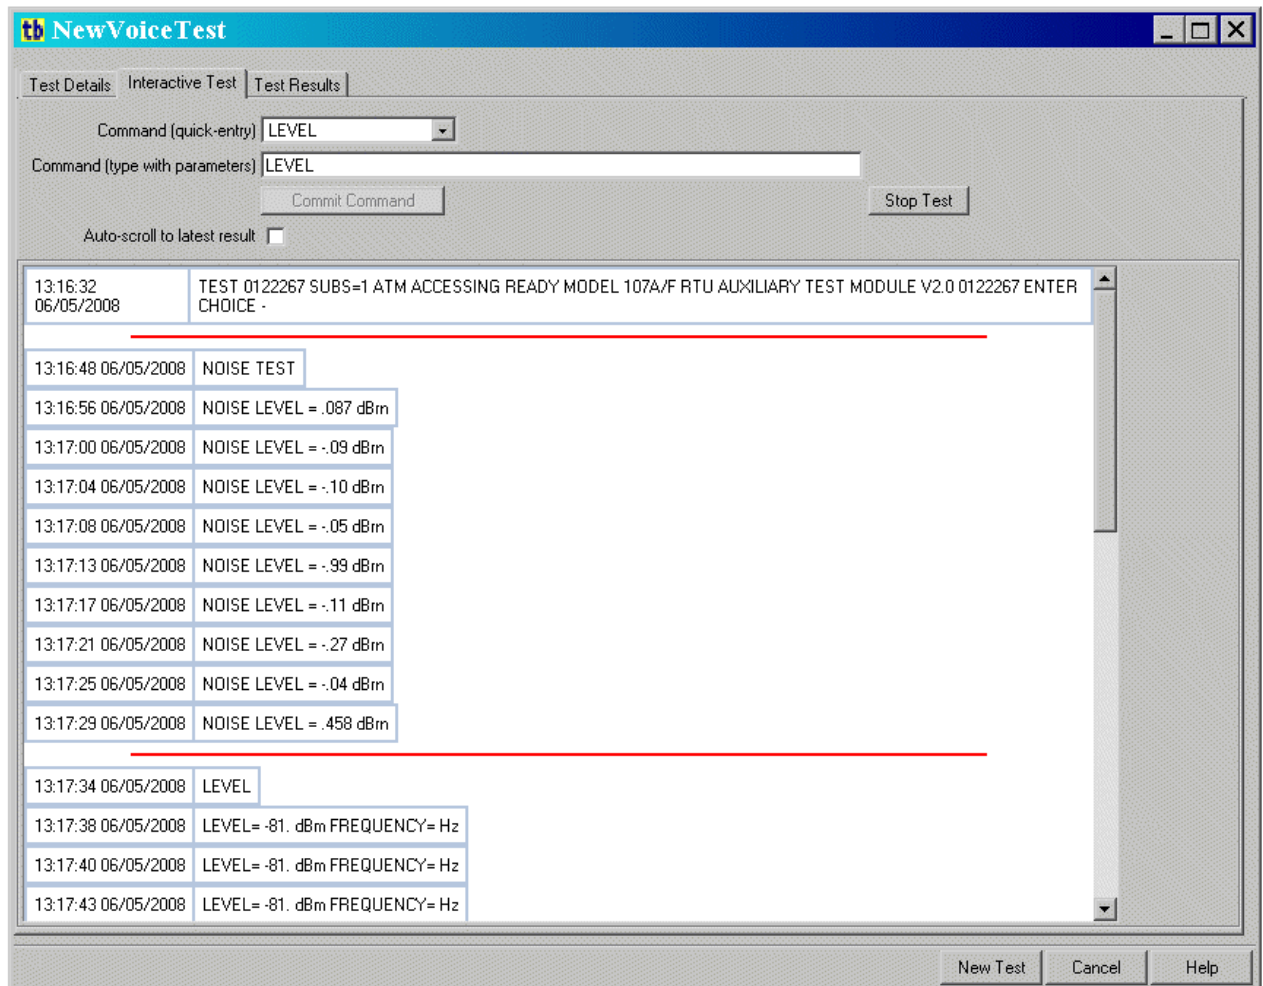 tb NewVoiceTest
Test Details Interactive Test Test Results
Command (quick-entry) LEVEL
Command (type with parameters) LEVEL
Commit Command Stop Test
Auto-scroll to latest result
13:16:32 TEST 0122267 SUBS=1 ATM ACCESSING READY MODEL 107A/F RTU AUXILIARY TEST MODULE V2.0 0122267 ENTER
06/05/2008 CHOICE -
13:16:48 06/05/2008 NOISE TEST
13:16:56 06/05/2008 NOISE LEVEL = .087 dBrn
13:17:00 06/05/2008 NOISE LEVEL = -.09 dBrn
13:17:04 06/05/2008 NOISE LEVEL = -.10 dBrn
13:17:08 06/05/2008 NOISE LEVEL = -.05 dBrn
13:17:13 06/05/2008 NOISE LEVEL = -.99 dBrn
13:17:17 06/05/2008 NOISE LEVEL = -.11 dBrn
13:17:21 06/05/2008 NOISE LEVEL = -.27 dBrn
13:17:25 06/05/2008 NOISE LEVEL = -.04 dBrn
13:17:29 06/05/2008 NOISE LEVEL = .458 dBrn
13:17:34 06/05/2008 LEVEL
13:17:38 06/05/2008 LEVEL= -81. dBm FREQUENCY= Hz
13:17:40 06/05/2008 LEVEL= -81. dBm FREQUENCY= Hz
13:17:43 06/05/2008 LEVEL= -81. dBm FREQUENCY= Hz
New Test Cancel Help